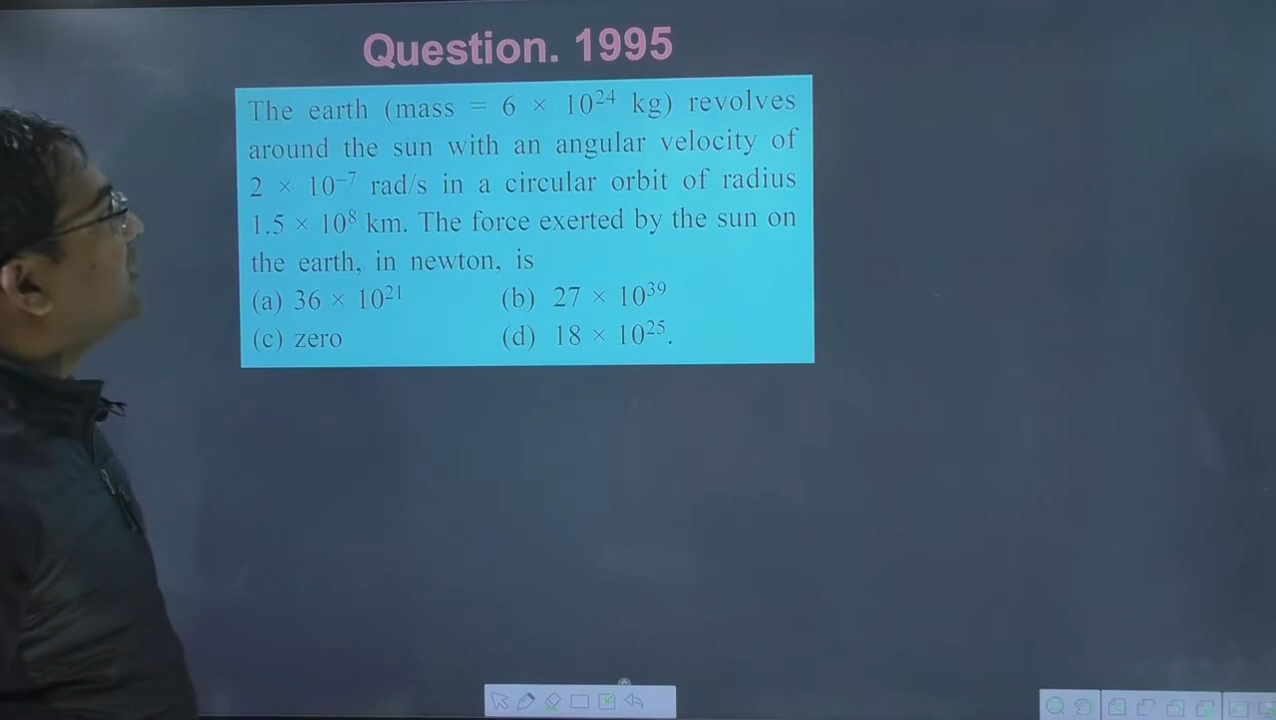 Question. 1995
The earth (mass = 6 × 10²⁴ kg) revolves
around the sun with an angular velocity of
2 × 10⁻⁷ rad/s in a circular orbit of radius
1.5 × 10⁸ km. The force exerted by the sun on
the earth, in newton, is
(a) 36 × 10²¹ (b) 27 × 10³⁹
(c) zero (d) 18 × 10²⁵.